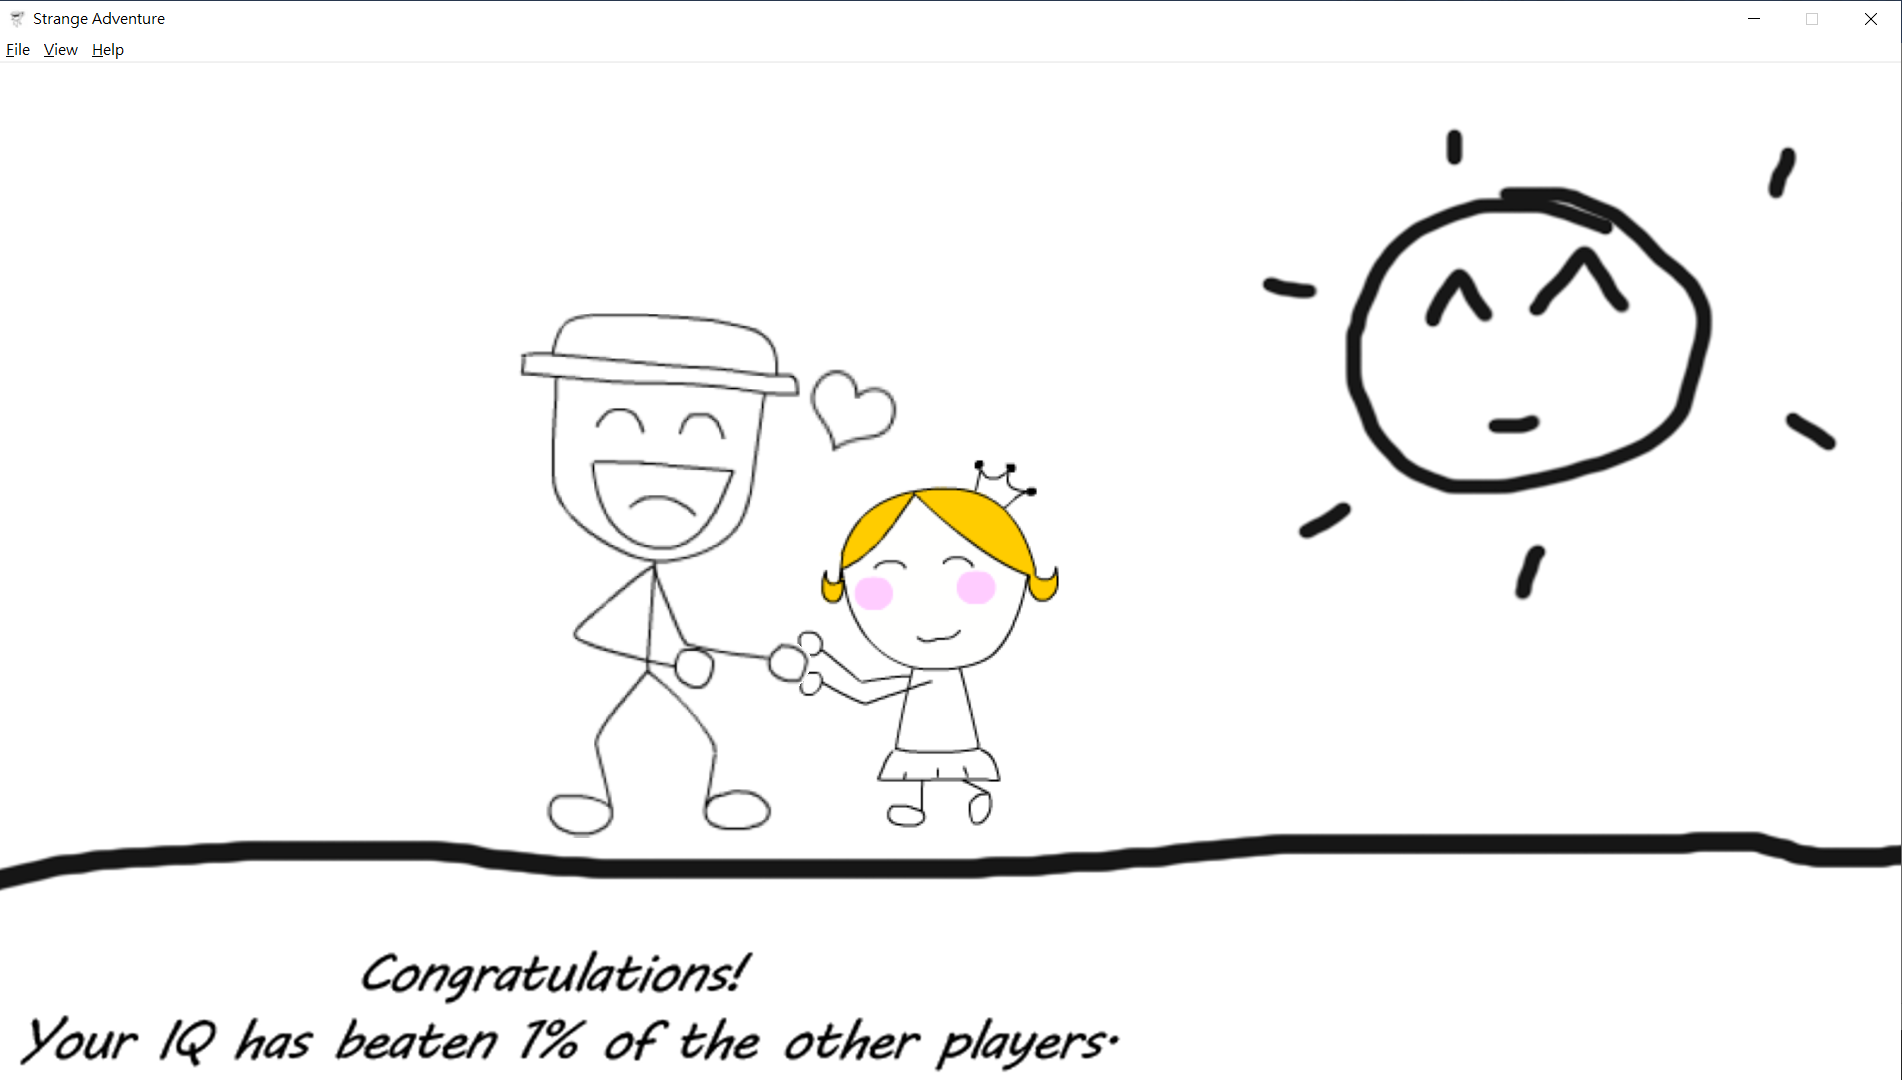 Strange Adventure
File View Help
Congratulations!
Your IQ has beaten 1% of the other players.